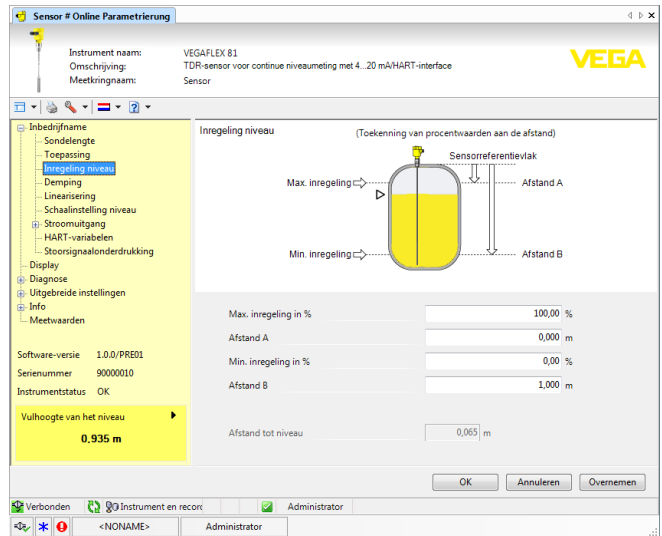 Sensor # Online Parametrierung
Instrument naam: VEGAFLEX 81
Omschrijving: TDR-sensor voor continue niveaumeting met 4...20 mA/HART-interface
Meetkringnaam: Sensor
VEGA
Inbedrijfname
Sondelengte
Toepassing
Inregeling niveau
Demping
Linearisering
Schaalinstelling niveau
Stroomuitgang
HART-variabelen
Stoorsignaalonderdrukking
Display
Diagnose
Uitgebreide instellingen
Info
Meetwaarden
Software-versie 1.0.0/PRE01
Serienummer 90000010
Instrumentstatus OK
Vulhoogte van het niveau
0,935 m
Inregeling niveau
(Toekenning van procentwaarden aan de afstand)
Sensorreferentievlak
Max. inregeling
Afstand A
Min. inregeling
Afstand B
Max. inregeling in % 100,00 %
Afstand A 0,000 m
Min. inregeling in % 0,00 %
Afstand B 1,000 m
Afstand tot niveau 0,065 m
OK Annuleren Overnemen
Verbonden Instrument en record Administrator
<NONAME> Administrator